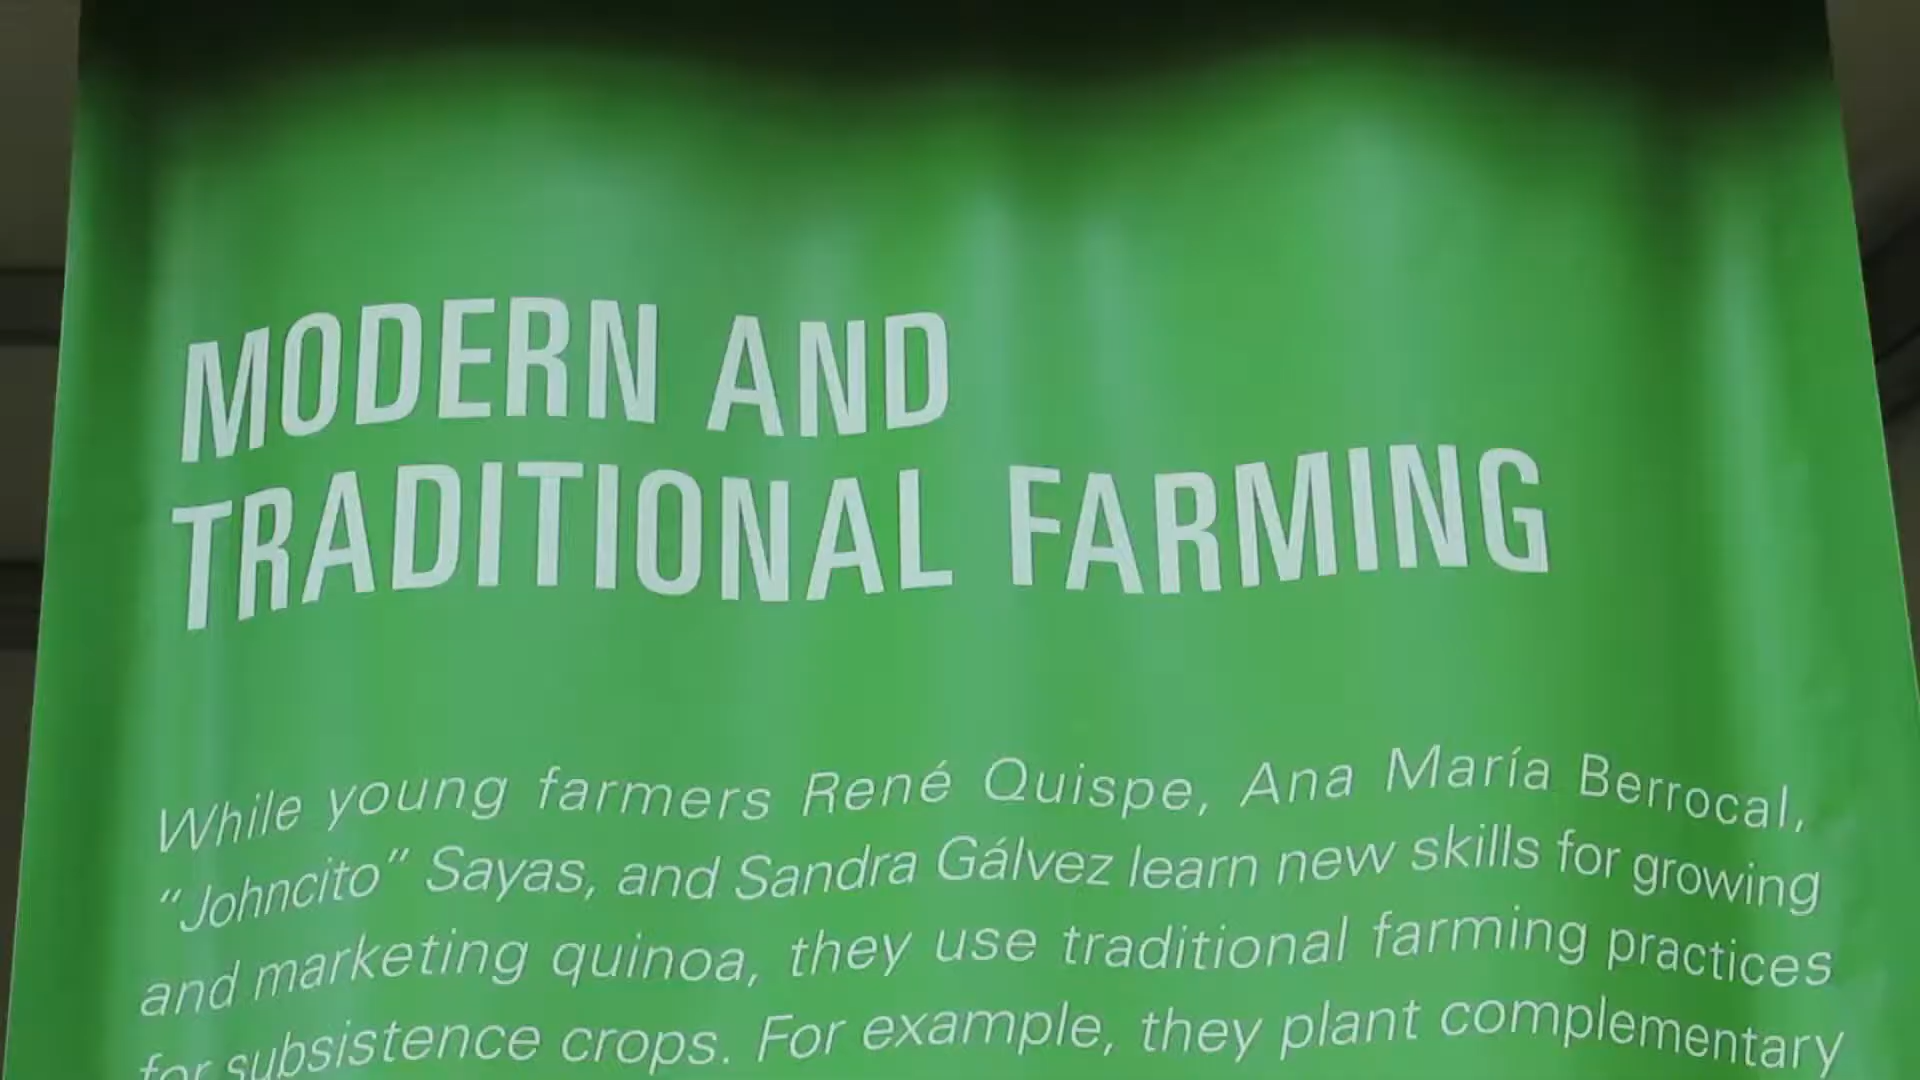 MODERN AND
TRADITIONAL FARMING
While young farmers René Quispe, Ana María Berrocal,
“Johncito” Sayas, and Sandra Gálvez learn new skills for growing
and marketing quinoa, they use traditional farming practices
for subsistence crops. For example, they plant complementary